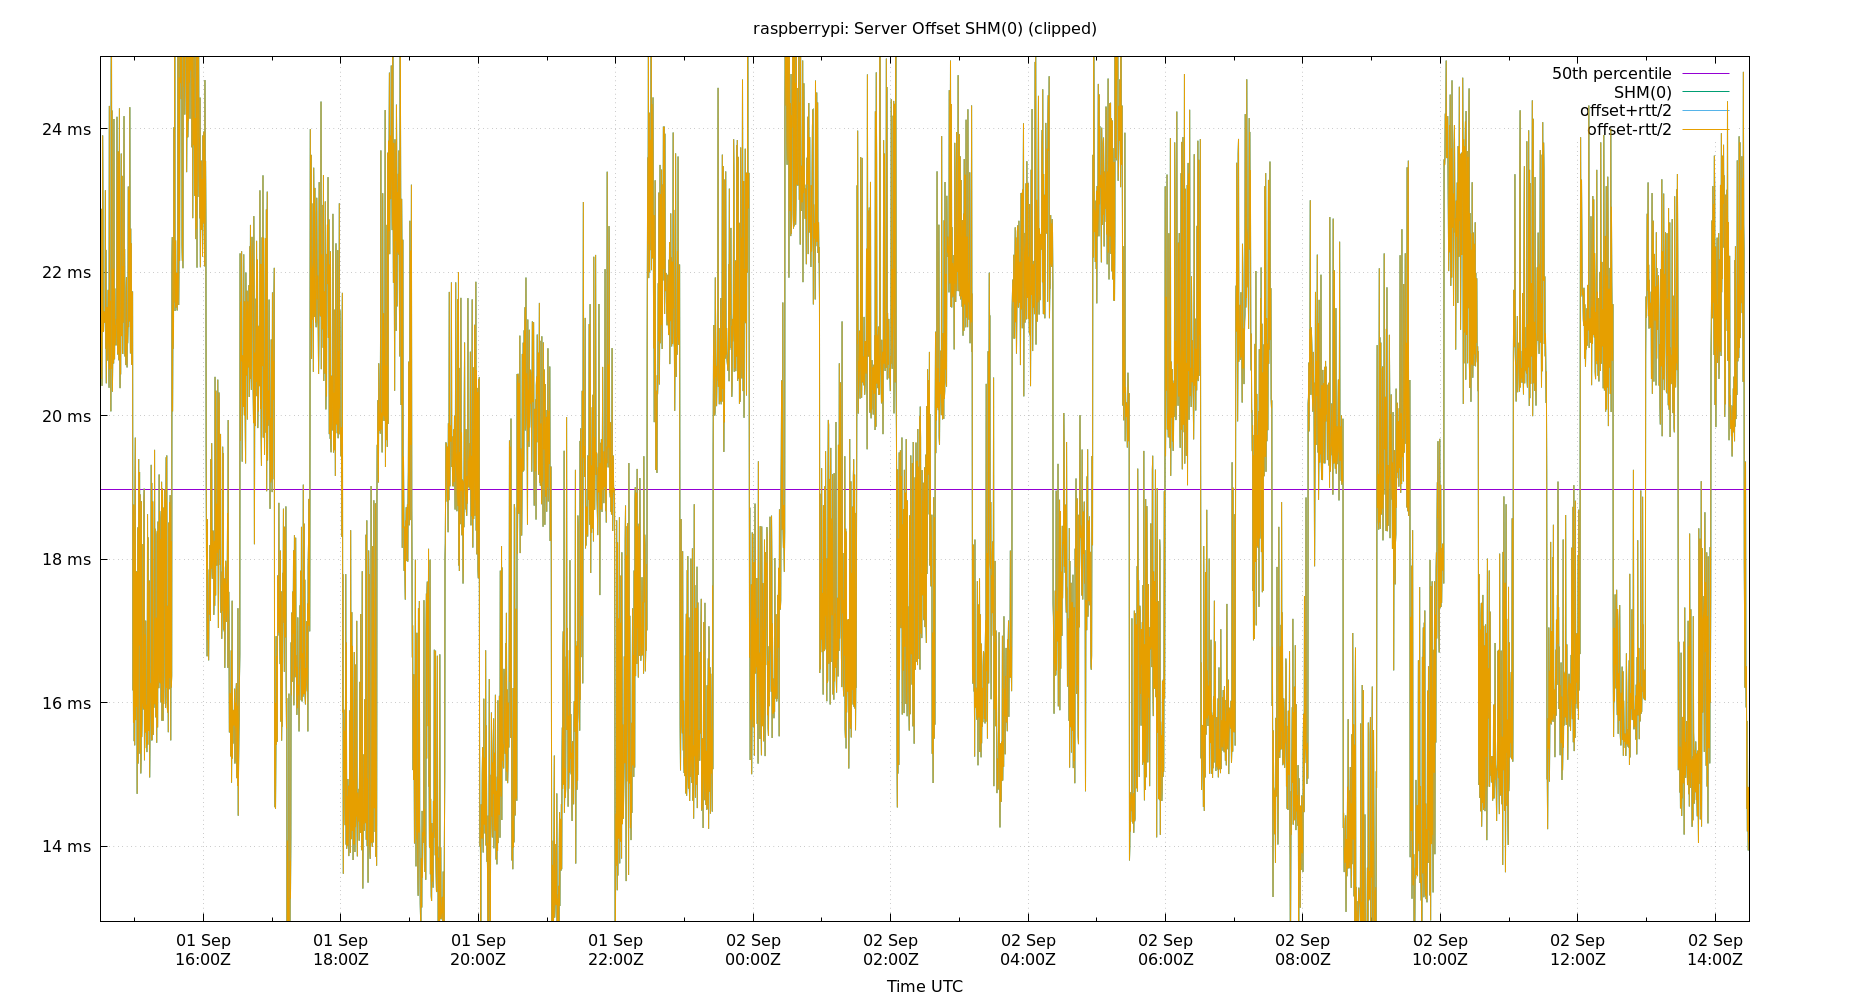 raspberrypi: Server Offset SHM(0) (clipped)
50th percentile
SHM(0)
offset+rtt/2
offset-rtt/2
24 ms
22 ms
20 ms
18 ms
16 ms
14 ms
01 Sep 01 Sep 01 Sep 01 Sep 02 Sep 02 Sep 02 Sep 02 Sep 02 Sep 02 Sep 02 Sep 02 Sep
16:00Z 18:00Z 20:00Z 22:00Z 00:00Z 02:00Z 04:00Z 06:00Z 08:00Z 10:00Z 12:00Z 14:00Z
Time UTC